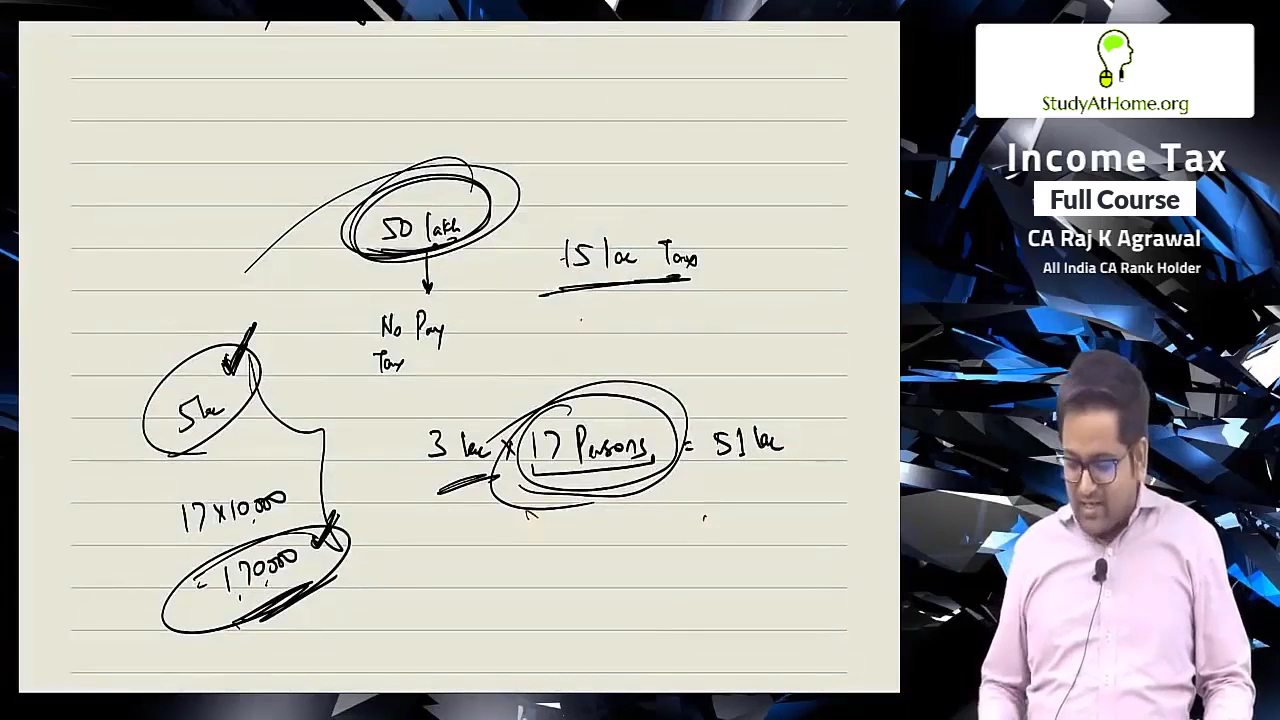 50 lakh
15 lac Tax
No Pay
Tax
5 lac
3 lac × 17 Persons = 51 lac
17 × 10,000
= 1,70,000
StudyAtHome.org
Income Tax
Full Course
CA Raj K Agrawal
All India CA Rank Holder